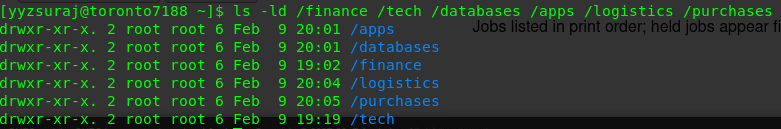 [yyzsuraj@toronto7188 ~]$ ls -ld /finance /tech /databases /apps /logistics /purchases
Jobs listed in print order; held jobs appear fi
drwxr-xr-x. 2 root root 6 Feb  9 20:01 /apps
drwxr-xr-x. 2 root root 6 Feb  9 20:01 /databases
drwxr-xr-x. 2 root root 6 Feb  9 19:02 /finance
drwxr-xr-x. 2 root root 6 Feb  9 20:04 /logistics
drwxr-xr-x. 2 root root 6 Feb  9 20:05 /purchases
drwxr-xr-x. 2 root root 6 Feb  9 19:19 /tech